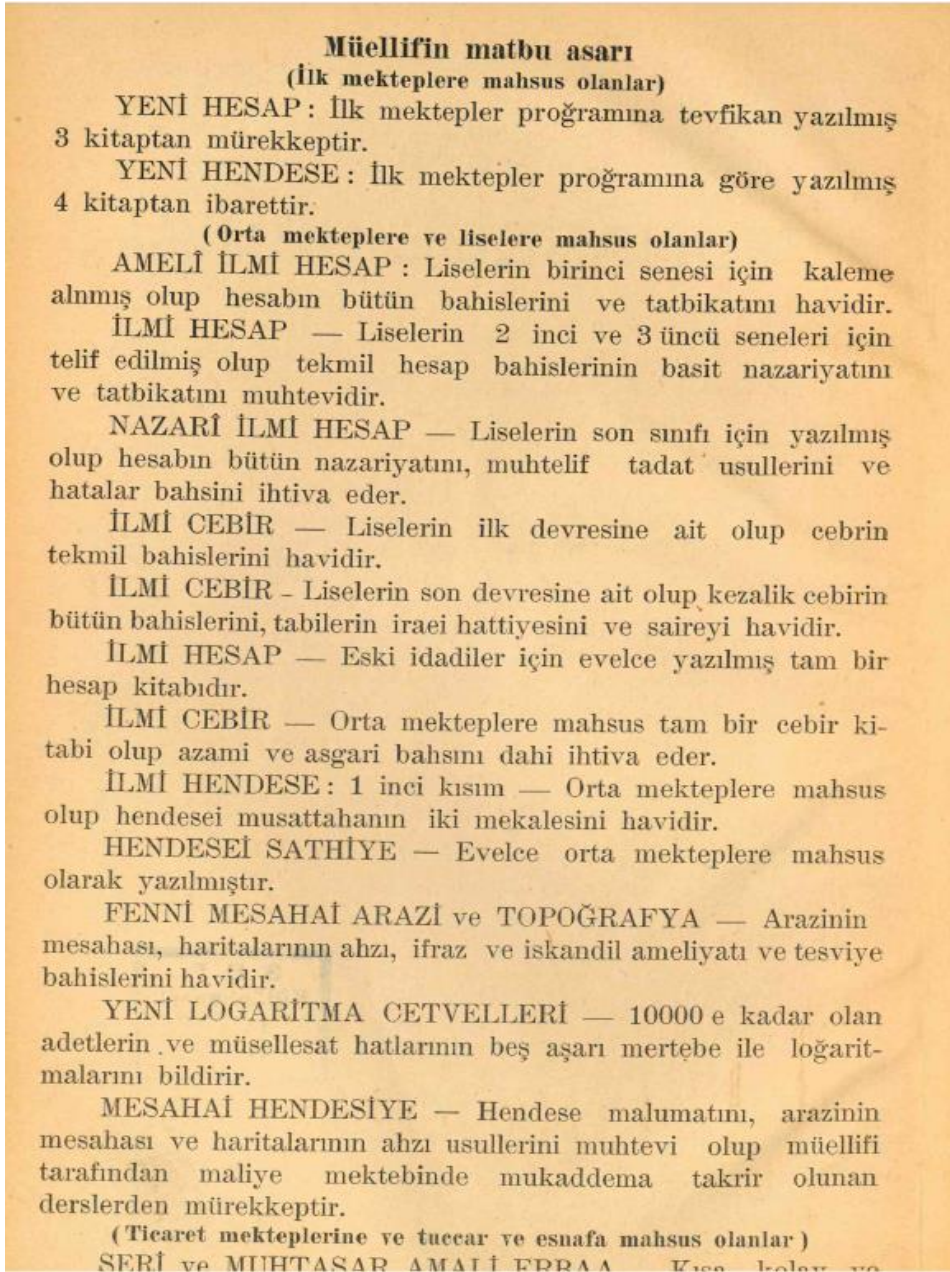 Müellifin matbu asarı
(İlk mekteplere mahsus olanlar)
YENİ HESAP : İlk mektepler proğramına tevfikan yazılmış
3 kitaptan mürekkeptir.
YENİ HENDESE : İlk mektepler proğramına göre yazılmış
4 kitaptan ibarettir.
(Orta mekteplere ve liselere mahsus olanlar)
AMELÎ İLMİ HESAP : Liselerin birinci senesi için kaleme
alnmış olup hesabın bütün bahislerini ve tatbikatını havidir.
İLMİ HESAP — Liselerin 2 inci ve 3 üncü seneleri için
telif edilmiş olup tekmil hesap bahislerinin basit nazariyatını
ve tatbikatını muhtevidir.
NAZARÎ İLMİ HESAP — Liselerin son sınıfı için yazılmış
olup hesabın bütün nazariyatını, muhtelif tadat usullerini ve
hatalar bahsini ihtiva eder.
İLMİ CEBİR — Liselerin ilk devresine ait olup cebrin
tekmil bahislerini havidir.
İLMİ CEBİR - Liselerin son devresine ait olup kezalik cebirin
bütün bahislerini, tabilerin iraei hattiyesini ve saireyi havidir.
İLMİ HESAP — Eski idadiler için evelce yazılmış tam bir
hesap kitabıdır.
İLMİ CEBİR — Orta mekteplere mahsus tam bir cebir ki-
tabi olup azami ve asgari bahsını dahi ihtiva eder.
İLMİ HENDESE : 1 inci kısım — Orta mekteplere mahsus
olup hendesei musattahanın iki mekalesini havidir.
HENDESEİ SATHİYE — Evelce orta mekteplere mahsus
olarak yazılmıştır.
FENNİ MESAHAİ ARAZİ ve TOPOĞRAFYA — Arazinin
mesahası, haritalarının ahzı, ifraz ve iskandil ameliyatı ve tesviye
bahislerini havidir.
YENİ LOGARİTMA CETVELLERİ — 10000 e kadar olan
adetlerin ve müsellesat hatlarının beş aşarı mertebe ile loğarit-
malarını bildirir.
MESAHAİ HENDESİYE — Hendese malumatını, arazinin
mesahası ve haritalarının ahzı usullerini muhtevi olup müellifi
tarafından maliye mektebinde mukaddema takrir olunan
derslerden mürekkeptir.
(Ticaret mekteplerine ve tuccar ve esnafa mahsus olanlar)
SERİ ve MUHTASAR AMALİ ERBAA Kısa kolay ve